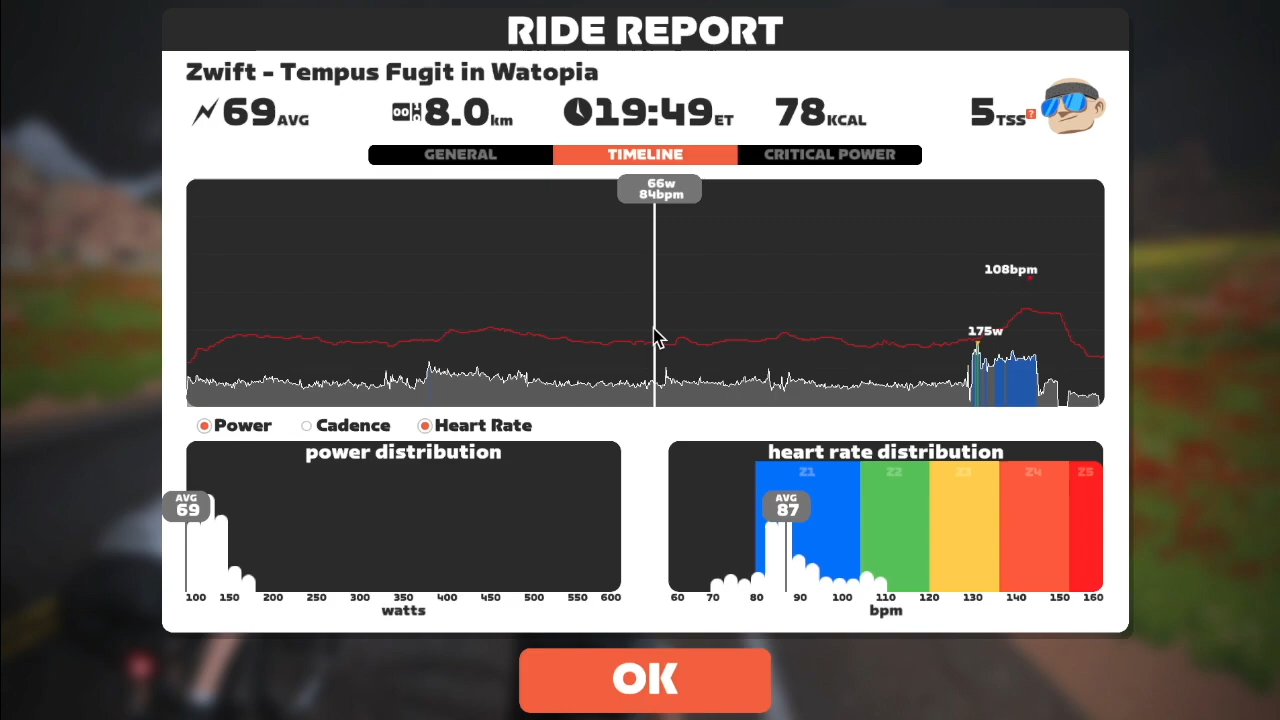 RIDE REPORT
Zwift - Tempus Fugit in Watopia
69AVG 8.0km 19:49ET 78KCAL 5TSS ?
GENERAL TIMELINE CRITICAL POWER
66w
84bpm
108bpm
175w
Power Cadence Heart Rate
power distribution
AVG
69
100 150 200 250 300 350 400 450 500 550 600
watts
heart rate distribution
Z1 Z2 Z3 Z4 Z5
AVG
87
60 70 80 90 100 110 120 130 140 150 160
bpm
OK